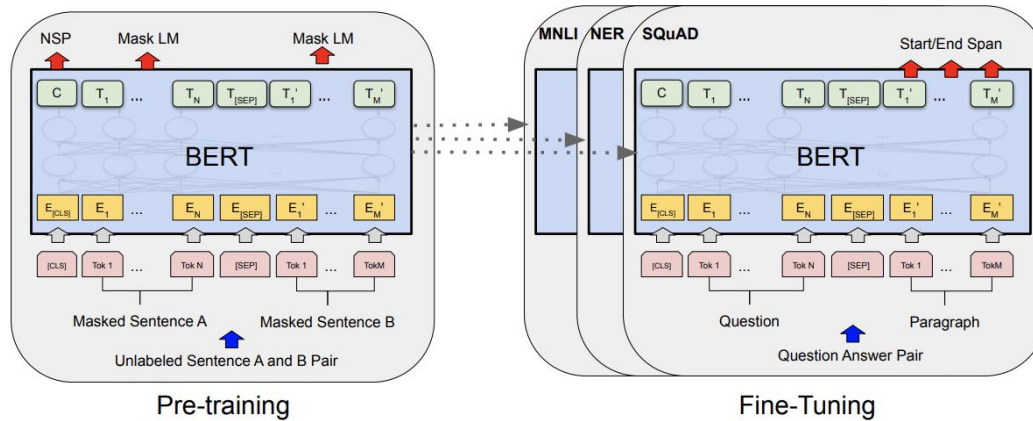 NSP Mask LM Mask LM
C T1 ... TN T[SEP] T1' ... TM'
BERT
E[CLS] E1 ... EN E[SEP] E1' ... EM'
[CLS] Tok 1 ... Tok N [SEP] Tok 1 ... TokM
Masked Sentence A Masked Sentence B
Unlabeled Sentence A and B Pair
Pre-training
MNLI NER SQuAD
Start/End Span
C T1 ... TN T[SEP] T1' ... TM'
BERT
E[CLS] E1 ... EN E[SEP] E1' ... EM'
[CLS] Tok 1 ... Tok N [SEP] Tok 1 ... TokM
Question Paragraph
Question Answer Pair
Fine-Tuning